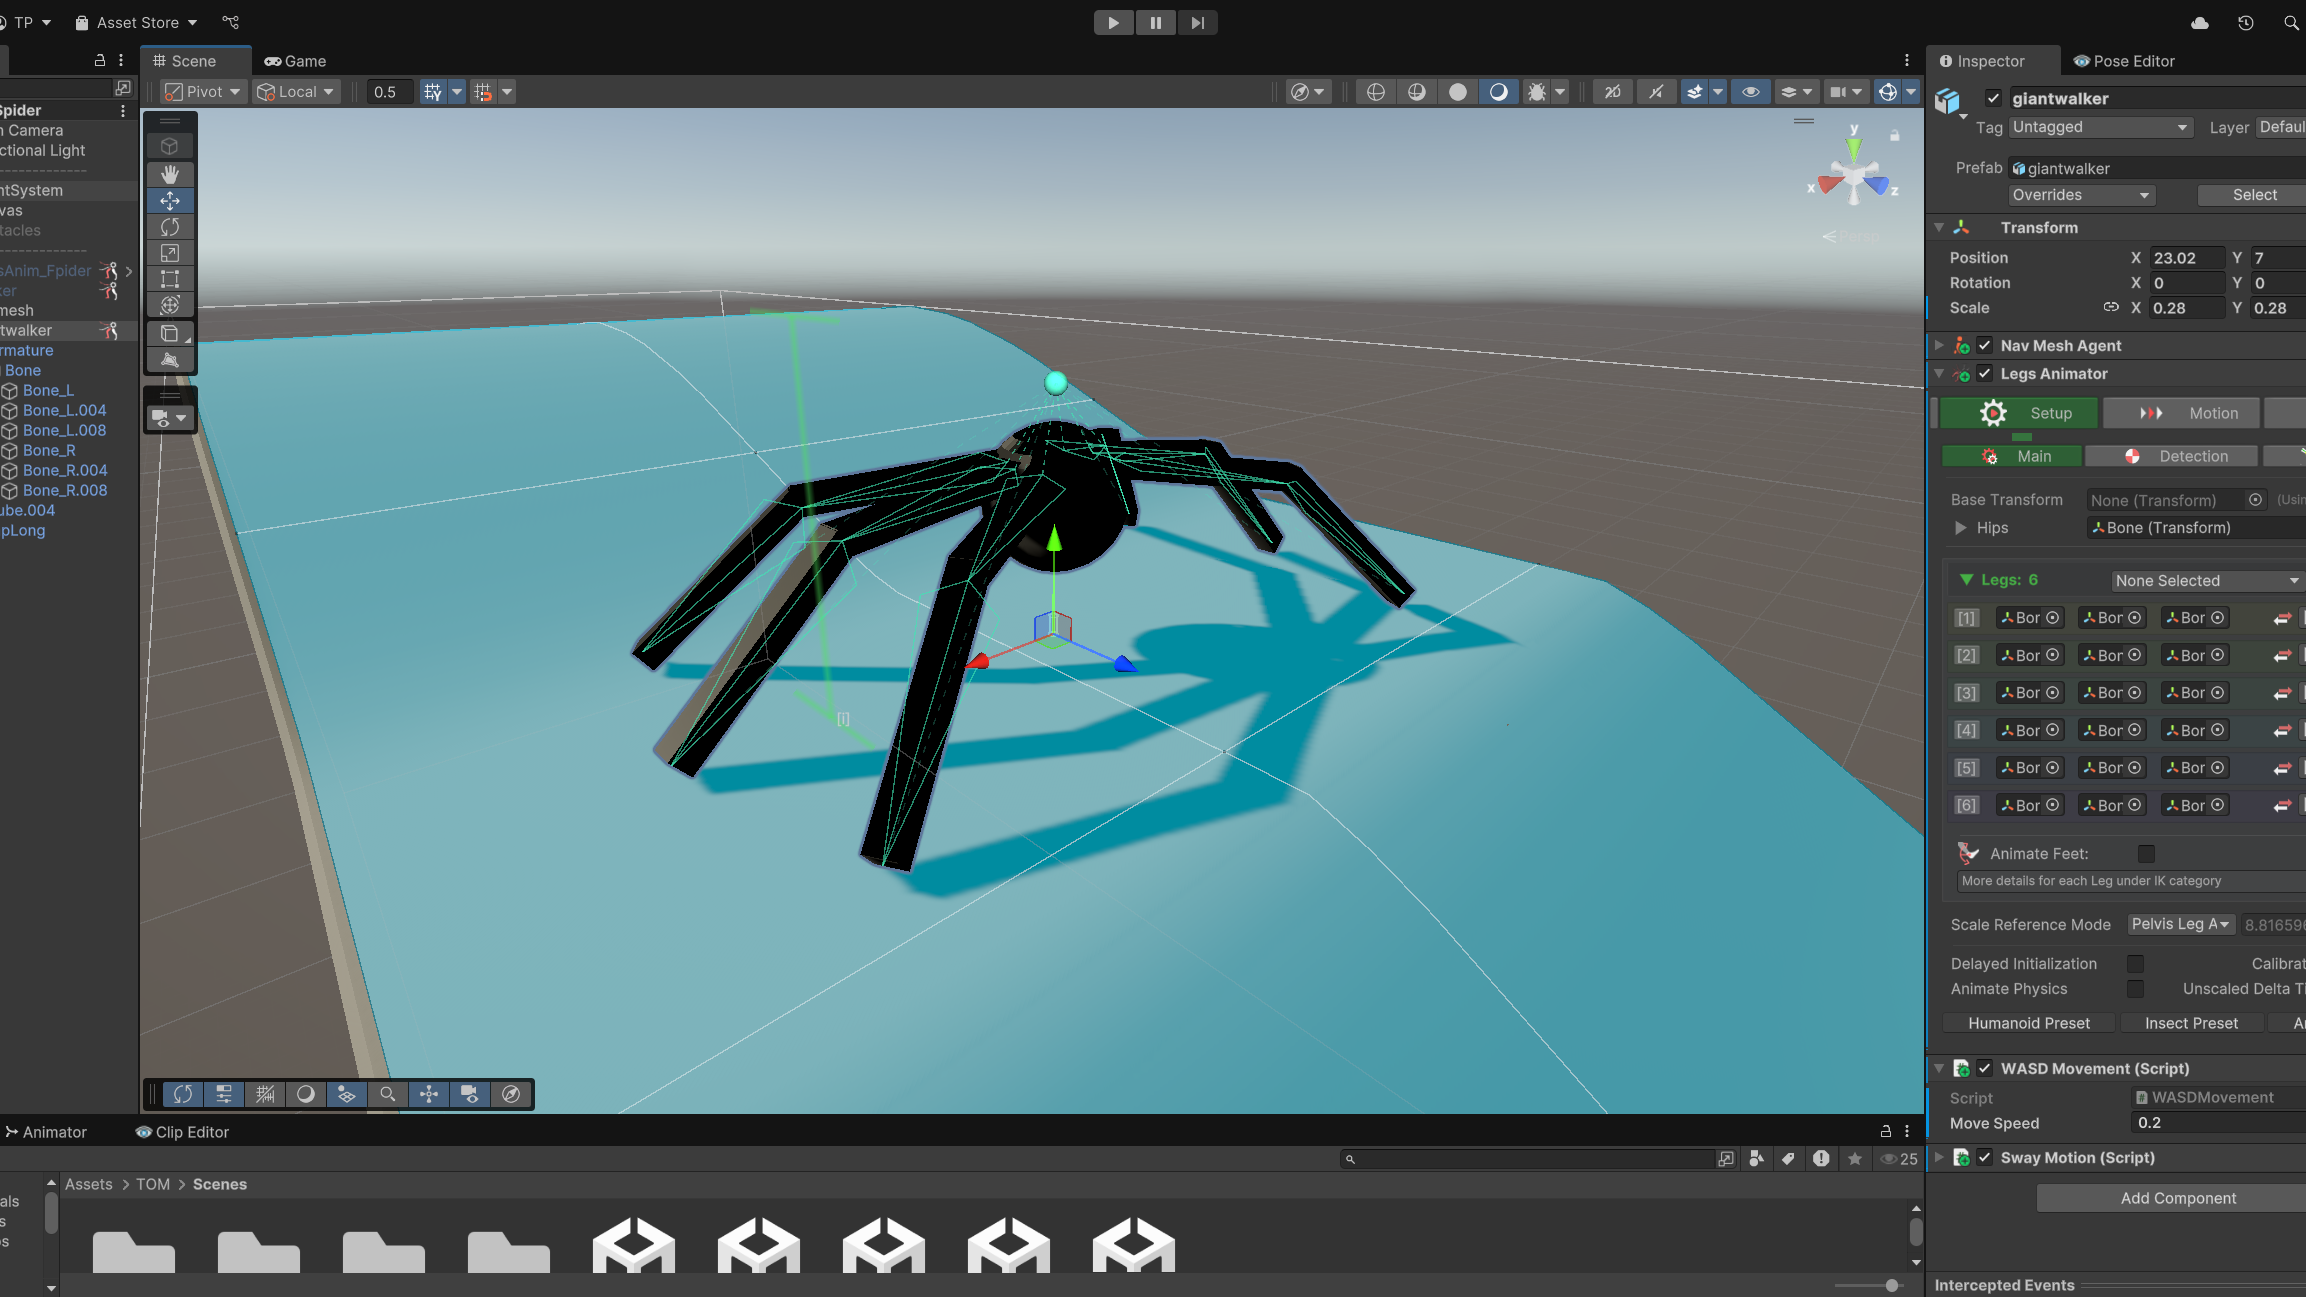 TP
Asset Store
Scene
Game
Inspector
Pose Editor
Pivot
Local
0.5
2D
giantwalker
Tag
Untagged
Layer
Prefab
giantwalker
Overrides
Select
Transform
Position
X
23.02
Y
7
Rotation
X
0
Y
0
Scale
X
0.28
Y
0.28
Nav Mesh Agent
Legs Animator
Setup
Motion
Main
Detection
Base Transform
None (Transform)
Hips
Bone (Transform)
Legs: 6
None Selected
[1]
Bor
Bor
Bor
[2]
Bor
Bor
Bor
[3]
Bor
Bor
Bor
[4]
Bor
Bor
Bor
[5]
Bor
Bor
Bor
[6]
Bor
Bor
Bor
Animate Feet:
More details for each Leg under IK category
Scale Reference Mode
Pelvis Leg A
8.81659
Delayed Initialization
Calibrat
Animate Physics
Unscaled Delta Ti
Humanoid Preset
Insect Preset
WASD Movement (Script)
Script
WASDMovement
Move Speed
0.2
Sway Motion (Script)
Add Component
Intercepted Events
Spider
Camera
ctional Light
ntSystem
vas
tacles
sAnim_Fpider
ker
mesh
twalker
rmature
Bone
Bone_L
Bone_L.004
Bone_L.008
Bone_R
Bone_R.004
Bone_R.008
ube.004
pLong
y
x
z
Persp
[i]
Animator
Clip Editor
25
Assets > TOM > Scenes
als
s